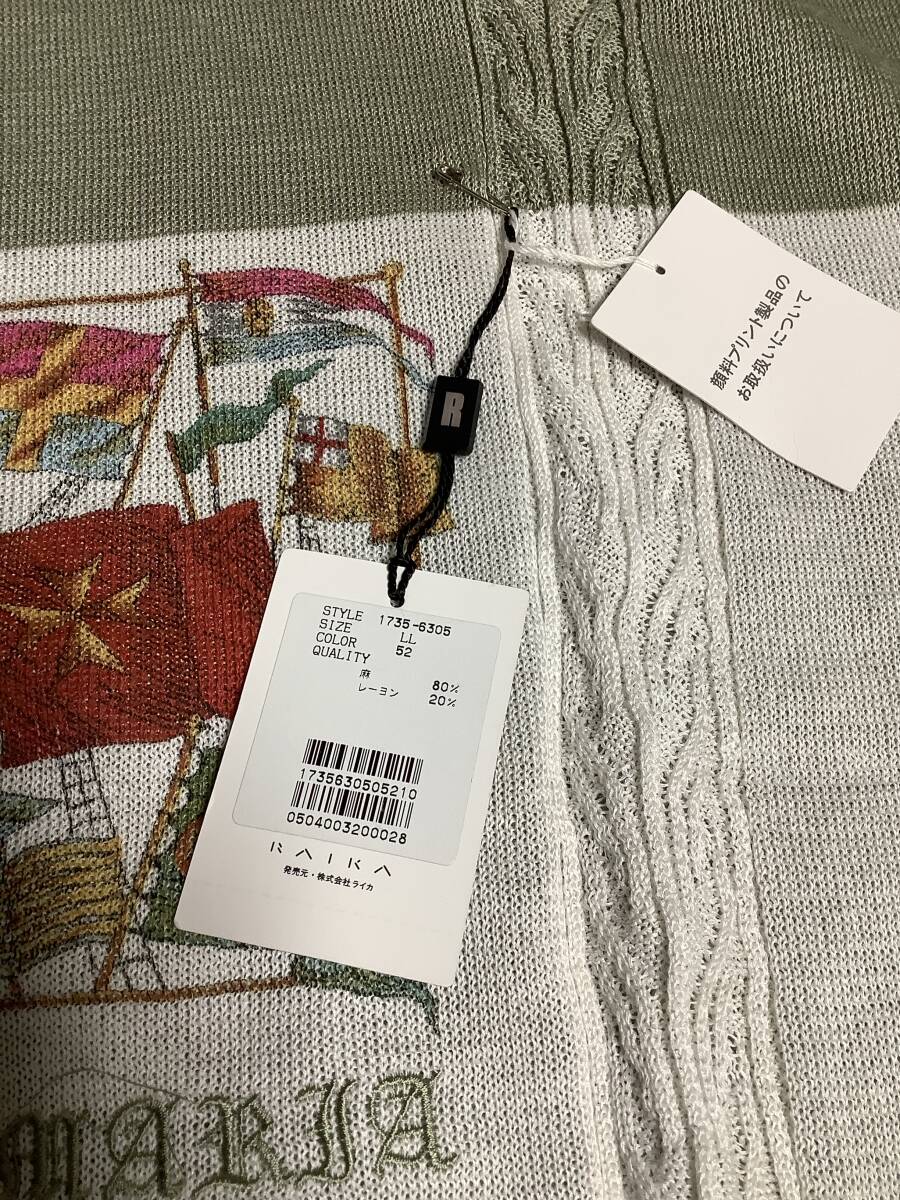 顔料プリント製品の
お取扱いについて
R
STYLE 1735-6305
SIZE LL
COLOR 52
QUALITY
麻 80%
レーヨン 20%
1735630505210
0504003200028
RAIKA
発売元・株式会社ライカ
MARIA